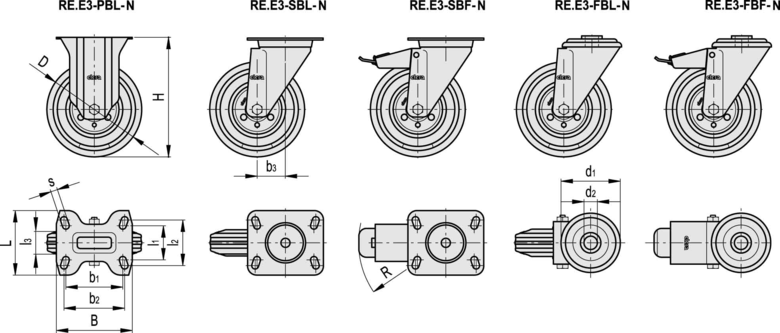 RE.E3-PBL-N RE.E3-SBL-N RE.E3-SBF-N RE.E3-FBL-N RE.E3-FBF-N
D H
elesa elesa elesa elesa elesa
b3 d1
d2
s
L l3 l1 l2
b1
b2
B
R